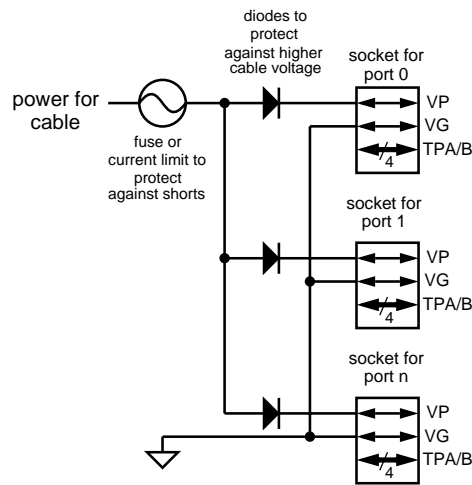 diodes to
protect
against higher
cable voltage
socket for
port 0
power for
cable
VP
VG
TPA/B
4
fuse or
current limit to
protect
against shorts
socket for
port 1
VP
VG
TPA/B
4
socket for
port n
VP
VG
TPA/B
4